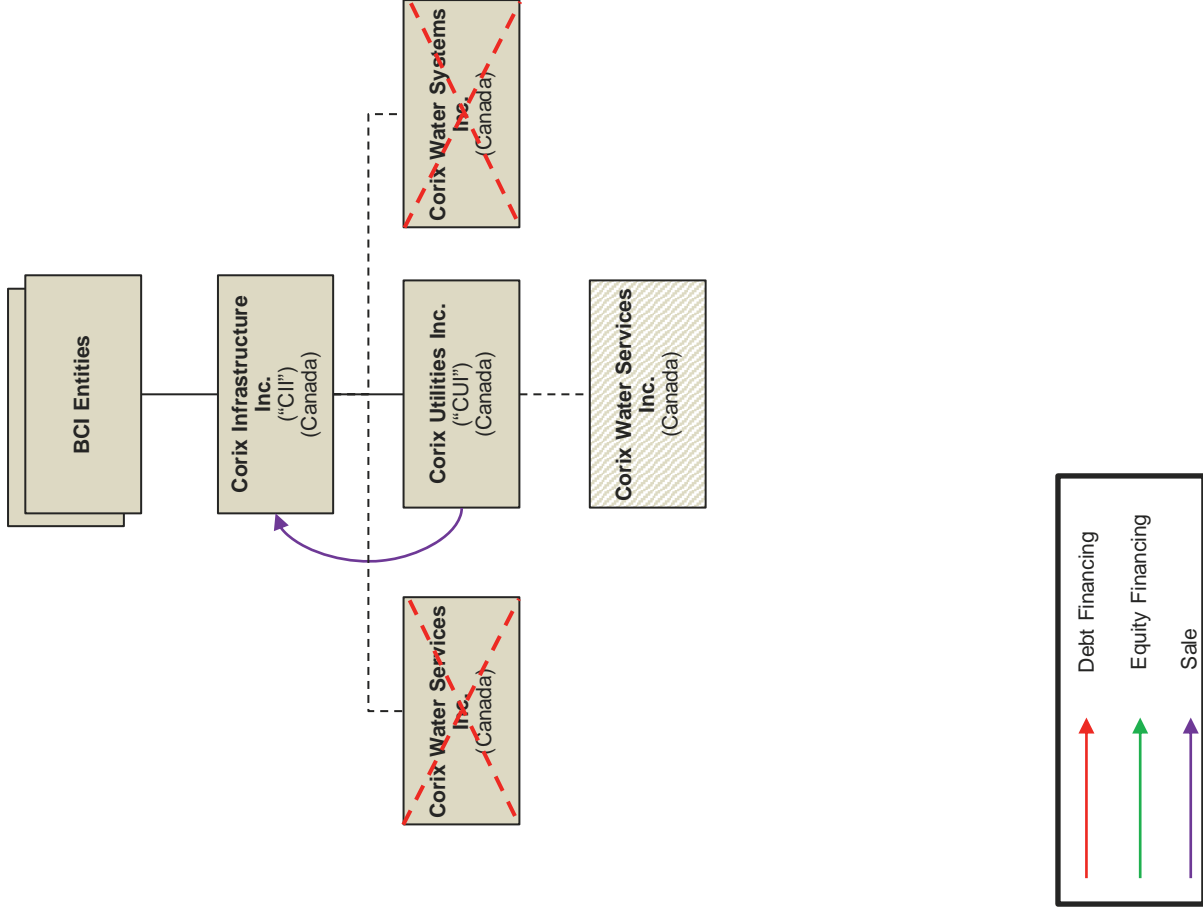 BCI Entities
Corix Infrastructure
Inc.
("CII")
(Canada)
Corix Water Services
Inc.
(Canada)
Corix Utilities Inc.
("CUI")
(Canada)
Corix Water Systems
Inc.
(Canada)
Corix Water Services
Inc.
(Canada)
Debt Financing
Equity Financing
Sale